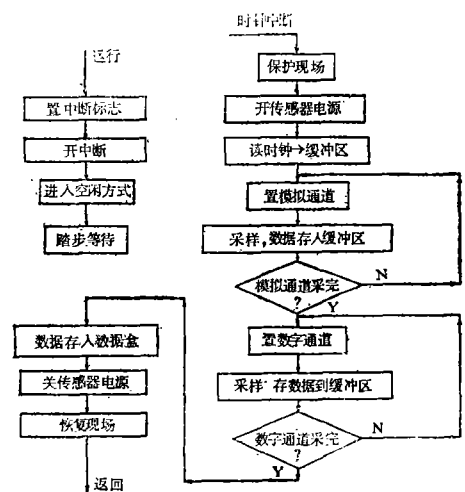 运行
置中断标志
开中断
进入空闲方式
踏步等待
时钟中断
保护现场
开传感器电源
读时钟→缓冲区
置模拟通道
采样,数据存入缓冲区
模拟通道采完
?
N
Y
置数字通道
采样 存数据到缓冲区
数字通道采完
?
N
Y
数据存入数据盒
关传感器电源
恢复现场
返回